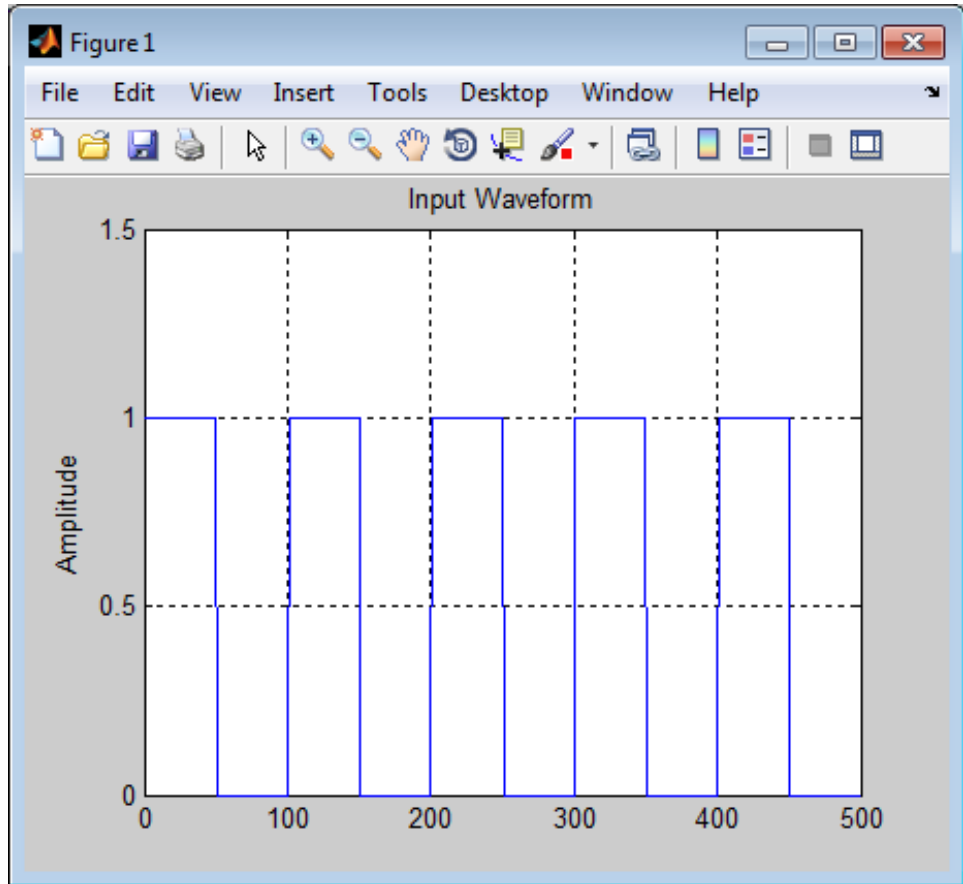 Figure 1
File Edit View Insert Tools Desktop Window Help
Input Waveform
1.5
1
0.5
0
Amplitude
0 100 200 300 400 500